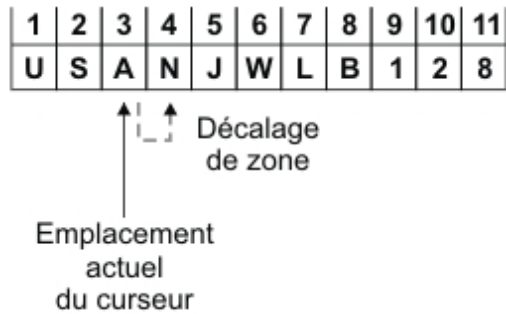 1 2 3 4 5 6 7 8 9 10 11
U S A N J W L B 1 2 8
Décalage
de zone
Emplacement
actuel
du curseur